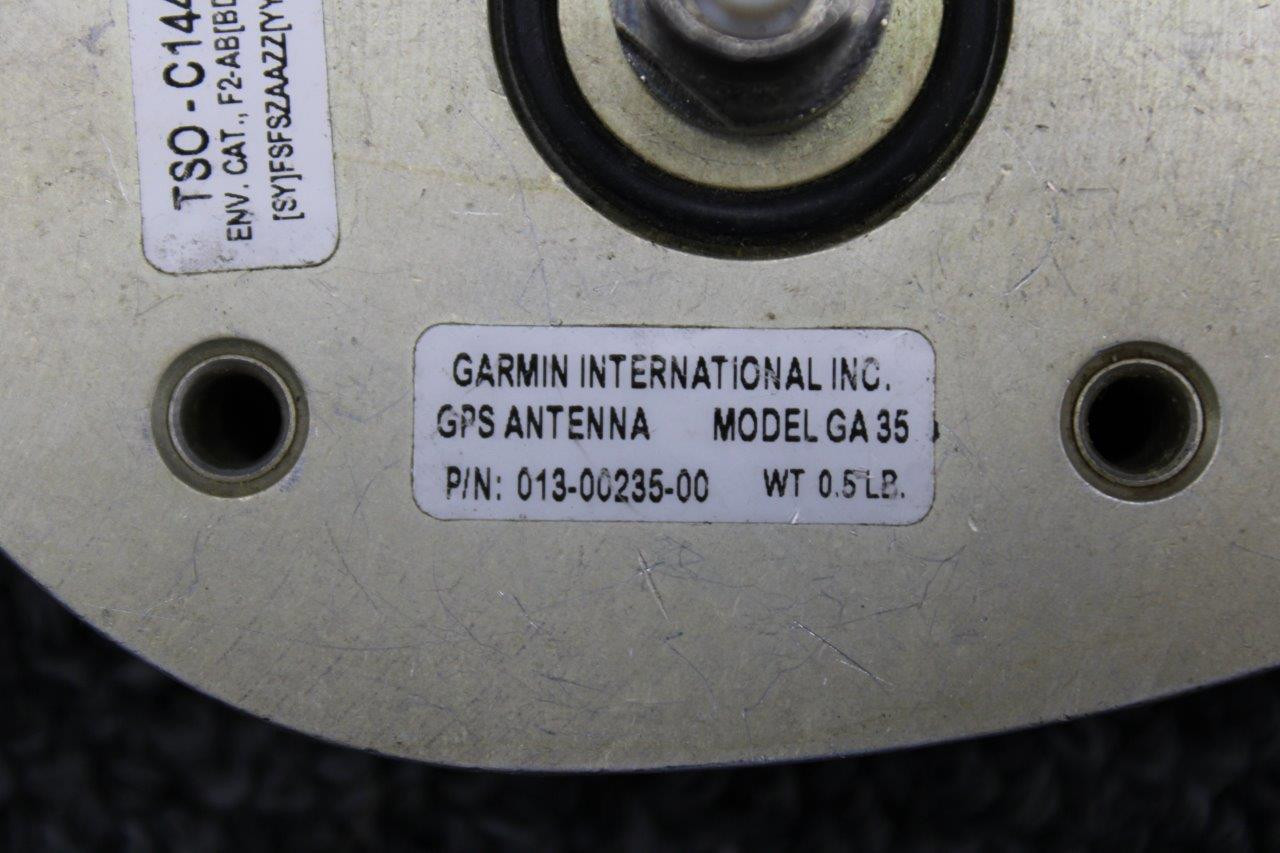 TSO - C144
ENV. CAT., F2-AB[BD
[SY]FSFSZAAZZ[YY
GARMIN INTERNATIONAL INC.
GPS ANTENNA MODEL GA 35
P/N: 013-00235-00 WT 0.5 LB.